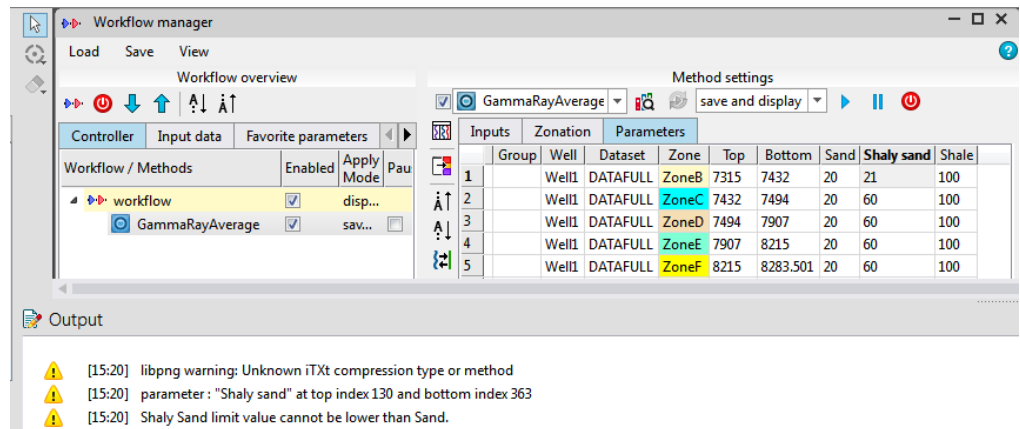 Workflow manager
Load Save View
Workflow overview
Method settings
GammaRayAverage
save and display
Controller Input data Favorite parameters
Inputs Zonation Parameters
Workflow / Methods Enabled Apply Mode Pau
workflow disp...
GammaRayAverage sav...
Group Well Dataset Zone Top Bottom Sand Shaly sand Shale
1 Well1 DATAFULL ZoneB 7315 7432 20 21 100
2 Well1 DATAFULL ZoneC 7432 7494 20 60 100
3 Well1 DATAFULL ZoneD 7494 7907 20 60 100
4 Well1 DATAFULL ZoneE 7907 8215 20 60 100
5 Well1 DATAFULL ZoneF 8215 8283.501 20 60 100
Output
[15:20] libpng warning: Unknown iTXt compression type or method
[15:20] parameter : "Shaly sand" at top index 130 and bottom index 363
[15:20] Shaly Sand limit value cannot be lower than Sand.